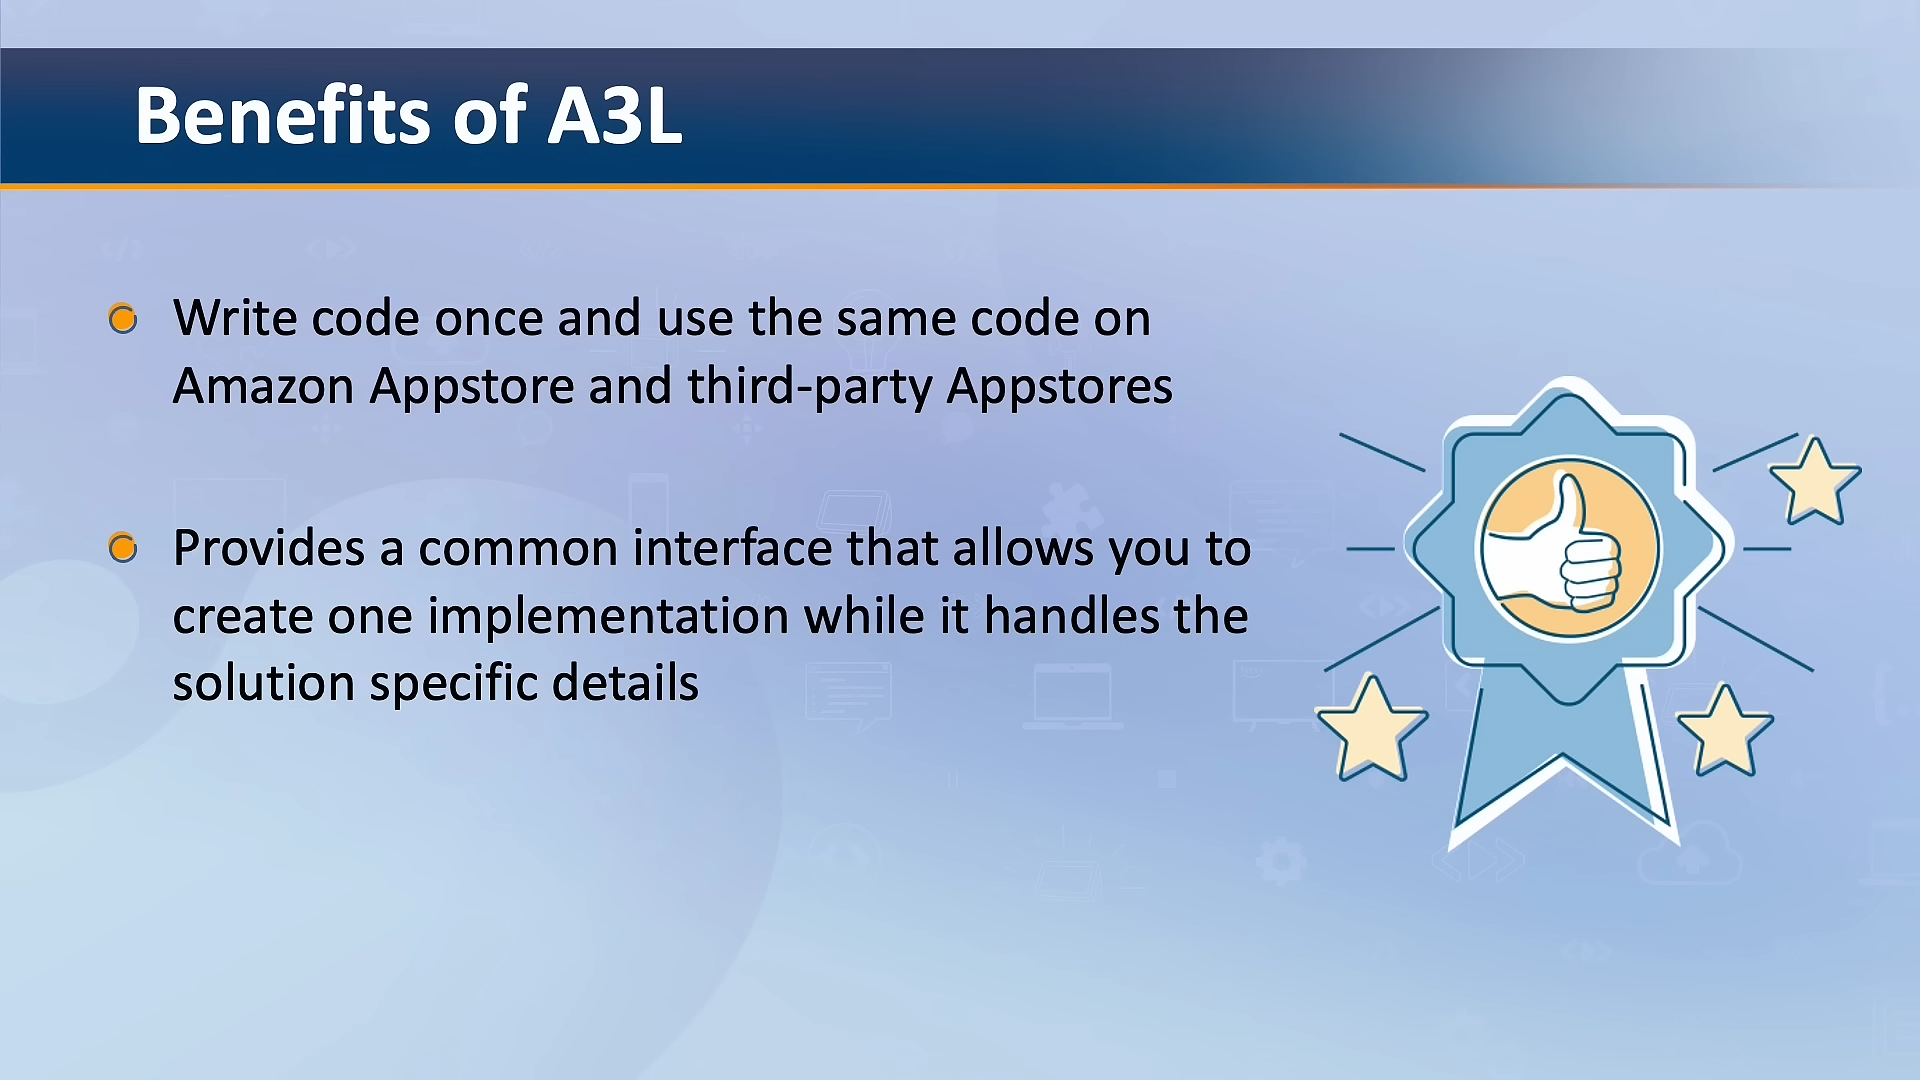 Benefits of A3L
Write code once and use the same code on
Amazon Appstore and third-party Appstores
Provides a common interface that allows you to
create one implementation while it handles the
solution specific details